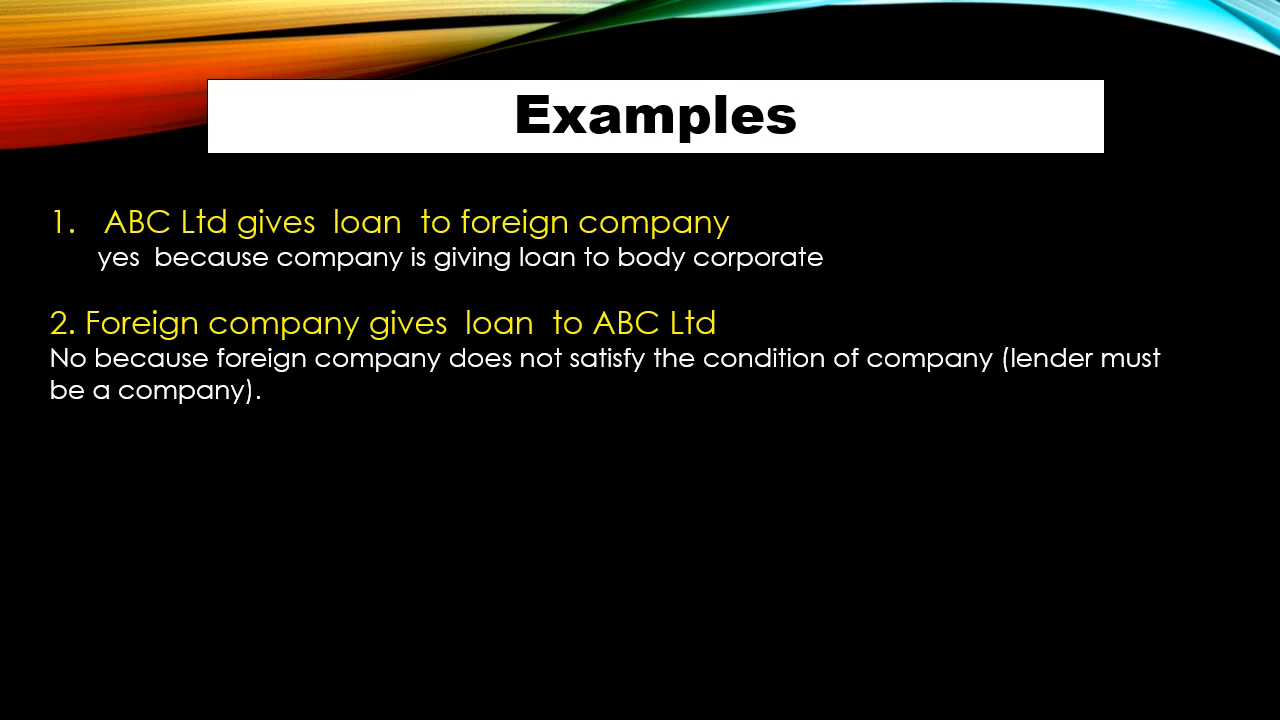 Examples
1. ABC Ltd gives loan to foreign company
yes because company is giving loan to body corporate
2. Foreign company gives loan to ABC Ltd
No because foreign company does not satisfy the condition of company (lender must
be a company).